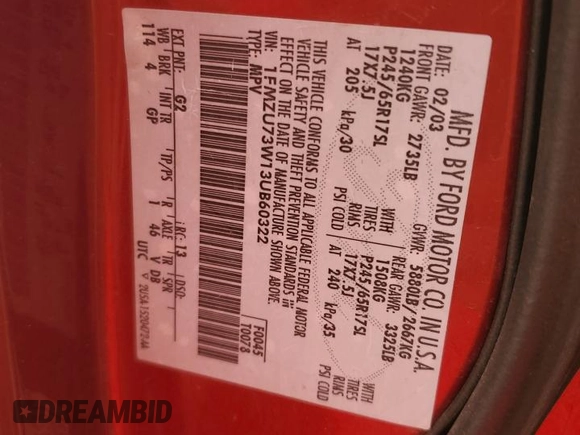 MFD. BY FORD MOTOR CO. IN U.S.A.
DATE: 02/03 GVWR: 5880LB/2667KG
FRONT GAWR: 2735LB REAR GAWR: 3325LB
1240KG WITH 1508KG WITH
P245/65R17SL TIRES P245/65R17SL TIRES
17X7.5J RIMS 17X7.5J RIMS
AT 205 kPa/30 PSI COLD AT 240 kPa/35 PSI COLD
THIS VEHICLE CONFORMS TO ALL APPLICABLE FEDERAL MOTOR
VEHICLE SAFETY AND THEFT PREVENTION STANDARDS IN
EFFECT ON THE DATE OF MANUFACTURE SHOWN ABOVE.
VIN: 1FMZU73W13UB60322 F0045
TYPE: MPV T0078
EXT PNT: G2 RC: 13 DSO:
WB BRK INT TR TP/PS R AXLE TR SPR
114 4 GP 1 46 V DB
UTC
DREAMBID